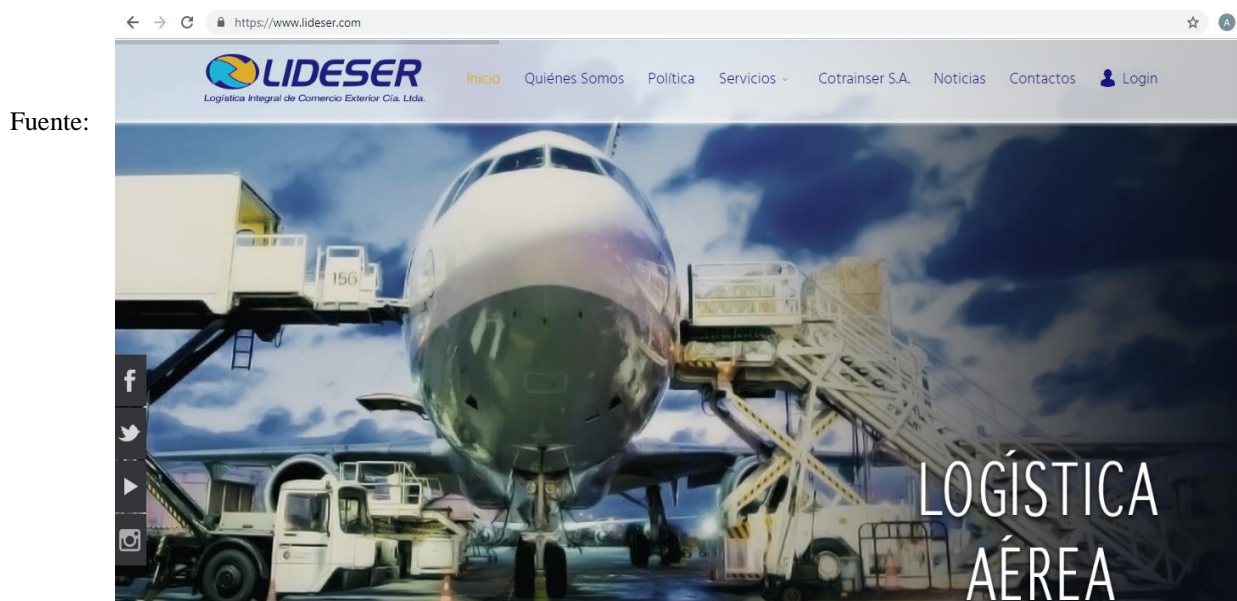 https://www.lideser.com
A
LIDESER
Logística Integral de Comercio Exterior Cía. Ltda.
Inicio Quiénes Somos Política Servicios Cotrainser S.A. Noticias Contactos Login
Fuente:
156
LOGÍSTICA
AÉREA